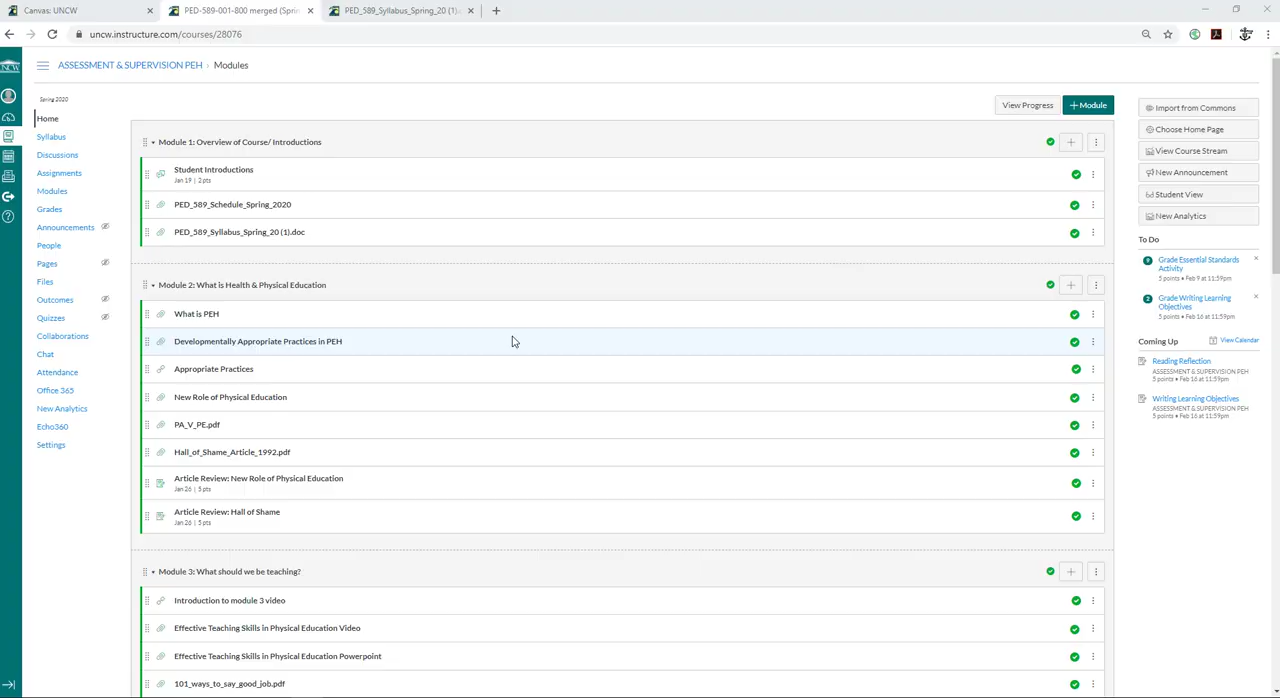 Canvas: UNCW
PED-589-001-800 merged (Sprin
PED_589_Syllabus_Spring_20 (1).
uncw.instructure.com/courses/28076
UNCW
ASSESSMENT & SUPERVISION PEH › Modules
Spring 2020
Home
Syllabus
Discussions
Assignments
Modules
Grades
Announcements
People
Pages
Files
Outcomes
Quizzes
Collaborations
Chat
Attendance
Office 365
New Analytics
Echo360
Settings
View Progress
+ Module
Module 1: Overview of Course/ Introductions
Student Introductions
Jan 19 | 2 pts
PED_589_Schedule_Spring_2020
PED_589_Syllabus_Spring_20 (1).doc
Module 2: What is Health & Physical Education
What is PEH
Developmentally Appropriate Practices in PEH
Appropriate Practices
New Role of Physical Education
PA_V_PE.pdf
Hall_of_Shame_Article_1992.pdf
Article Review: New Role of Physical Education
Jan 26 | 5 pts
Article Review: Hall of Shame
Jan 26 | 5 pts
Module 3: What should we be teaching?
Introduction to module 3 video
Effective Teaching Skills in Physical Education Video
Effective Teaching Skills in Physical Education Powerpoint
101_ways_to_say_good_job.pdf
Import from Commons
Choose Home Page
View Course Stream
New Announcement
Student View
New Analytics
To Do
9 Grade Essential Standards
Activity
5 points • Feb 9 at 11:59pm
2 Grade Writing Learning
Objectives
5 points • Feb 16 at 11:59pm
Coming Up
View Calendar
Reading Reflection
ASSESSMENT & SUPERVISION PEH
5 points • Feb 16 at 11:59pm
Writing Learning Objectives
ASSESSMENT & SUPERVISION PEH
5 points • Feb 16 at 11:59pm